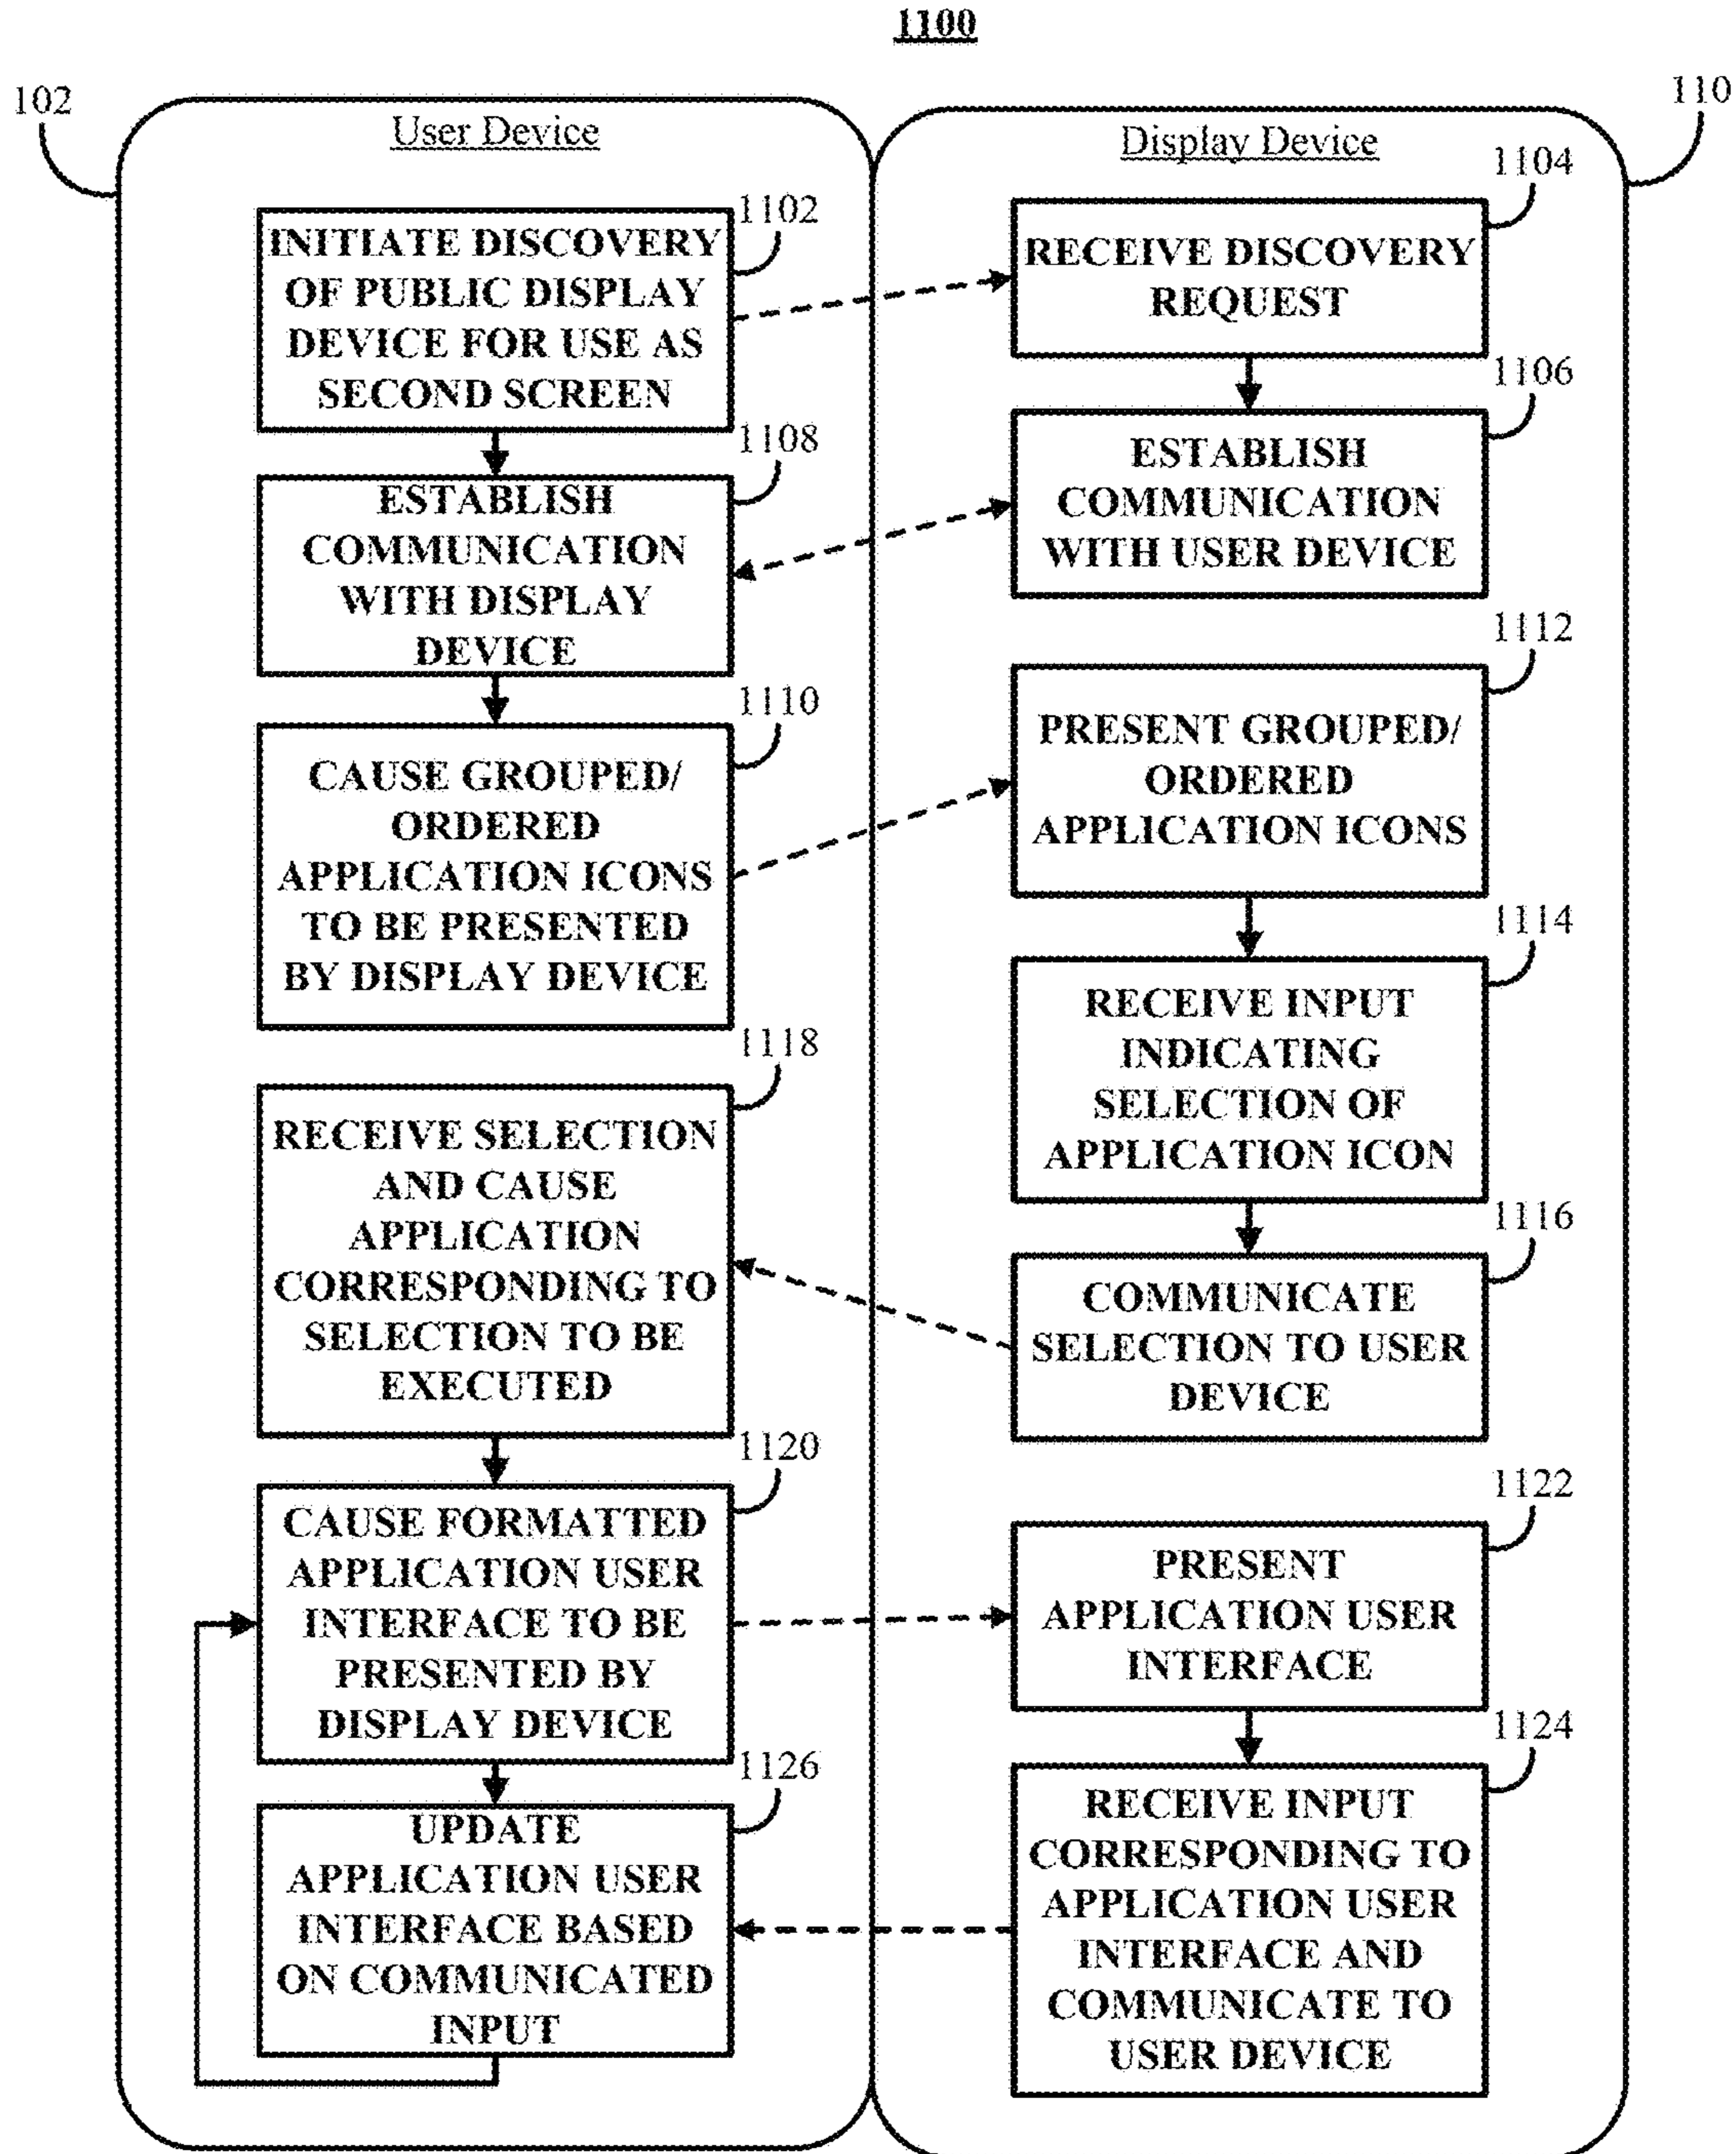 1100
102
110
User Device
Display Device
1102
INITIATE DISCOVERY
OF PUBLIC DISPLAY
DEVICE FOR USE AS
SECOND SCREEN
1104
RECEIVE DISCOVERY
REQUEST
1106
ESTABLISH
COMMUNICATION
WITH USER DEVICE
1108
ESTABLISH
COMMUNICATION
WITH DISPLAY
DEVICE
1110
CAUSE GROUPED/
ORDERED
APPLICATION ICONS
TO BE PRESENTED
BY DISPLAY DEVICE
1112
PRESENT GROUPED/
ORDERED
APPLICATION ICONS
1114
RECEIVE INPUT
INDICATING
SELECTION OF
APPLICATION ICON
1116
COMMUNICATE
SELECTION TO USER
DEVICE
1118
RECEIVE SELECTION
AND CAUSE
APPLICATION
CORRESPONDING TO
SELECTION TO BE
EXECUTED
1120
CAUSE FORMATTED
APPLICATION USER
INTERFACE TO BE
PRESENTED BY
DISPLAY DEVICE
1122
PRESENT
APPLICATION USER
INTERFACE
1124
RECEIVE INPUT
CORRESPONDING TO
APPLICATION USER
INTERFACE AND
COMMUNICATE TO
USER DEVICE
1126
UPDATE
APPLICATION USER
INTERFACE BASED
ON COMMUNICATED
INPUT